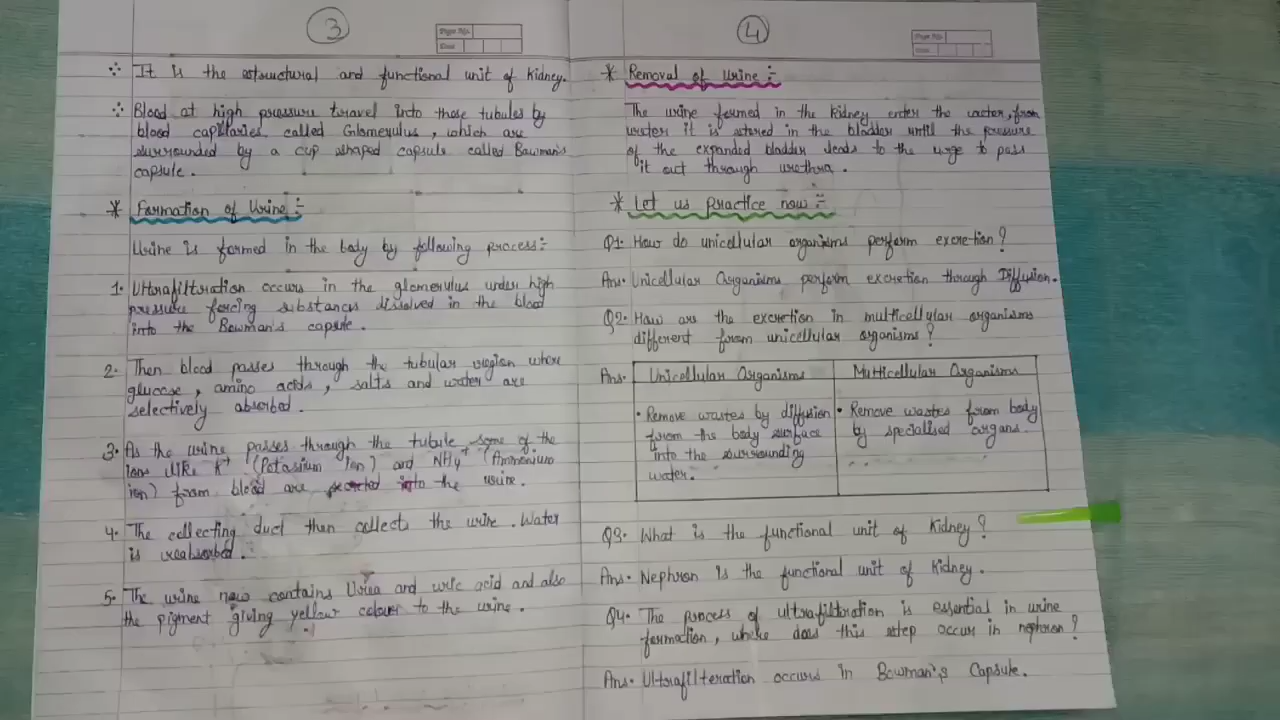 3
Page No.
Date
∴ It is the structural and functional unit of Kidney.
∴ Blood at high pressure travel into those tubules by
blood capillaries called Glomerulus, which are
surrounded by a cup shaped capsule called Bowman's
capsule.
* Formation of Urine :-
Urine is formed in the body by following process:-
1. Ultrafiltration occurs in the glomerulus under high
pressure forcing substances dissolved in the blood
into the Bowman's capsule.
2. Then blood passes through the tubular region where
glucose, amino acids, salts and water are
selectively absorbed.
3. As the urine passes through the tubule some of the
ions like K+ (Potasium Ion) and NH4+ (Ammonium
ion) from blood are secreted into the urine.
4. The collecting duct then collects the urine. Water
is reabsorbed.
5. The urine now contains Urea and uric acid and also
the pigment giving yellow colour to the urine.
4
Page No.
Date
* Removal of Urine :-
The urine formed in the Kidney enter the ureter, from
ureter it is stored in the bladder until the pressure
of the expanded bladder leads to the urge to pass
it out through urethra.
* Let us practice now :-
Q1. How do unicellular organisms perform excretion?
Ans. Unicellular Organisms perform excretion through Diffusion.
Q2. How are the excretion in multicellular organisms
different from unicellular organisms?
Ans. Unicellular Organisms Multicellular Organisms
• Remove wastes by diffusion • Remove wastes from body
from the body surface by specialised organs.
into the surrounding
water.
Q3. What is the functional unit of Kidney?
Ans. Nephron is the functional unit of Kidney.
Q4. The process of ultrafiltration is essential in urine
formation, where does this step occur in nephron?
Ans. Ultrafilteration occurs in Bowman's Capsule.